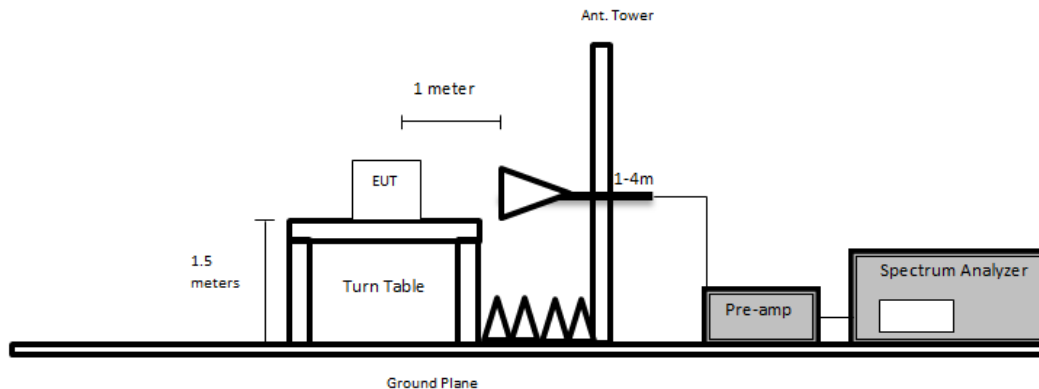 Ant. Tower
1 meter
EUT
1-4m
1.5
meters
Turn Table
Spectrum Analyzer
Pre-amp
Ground Plane